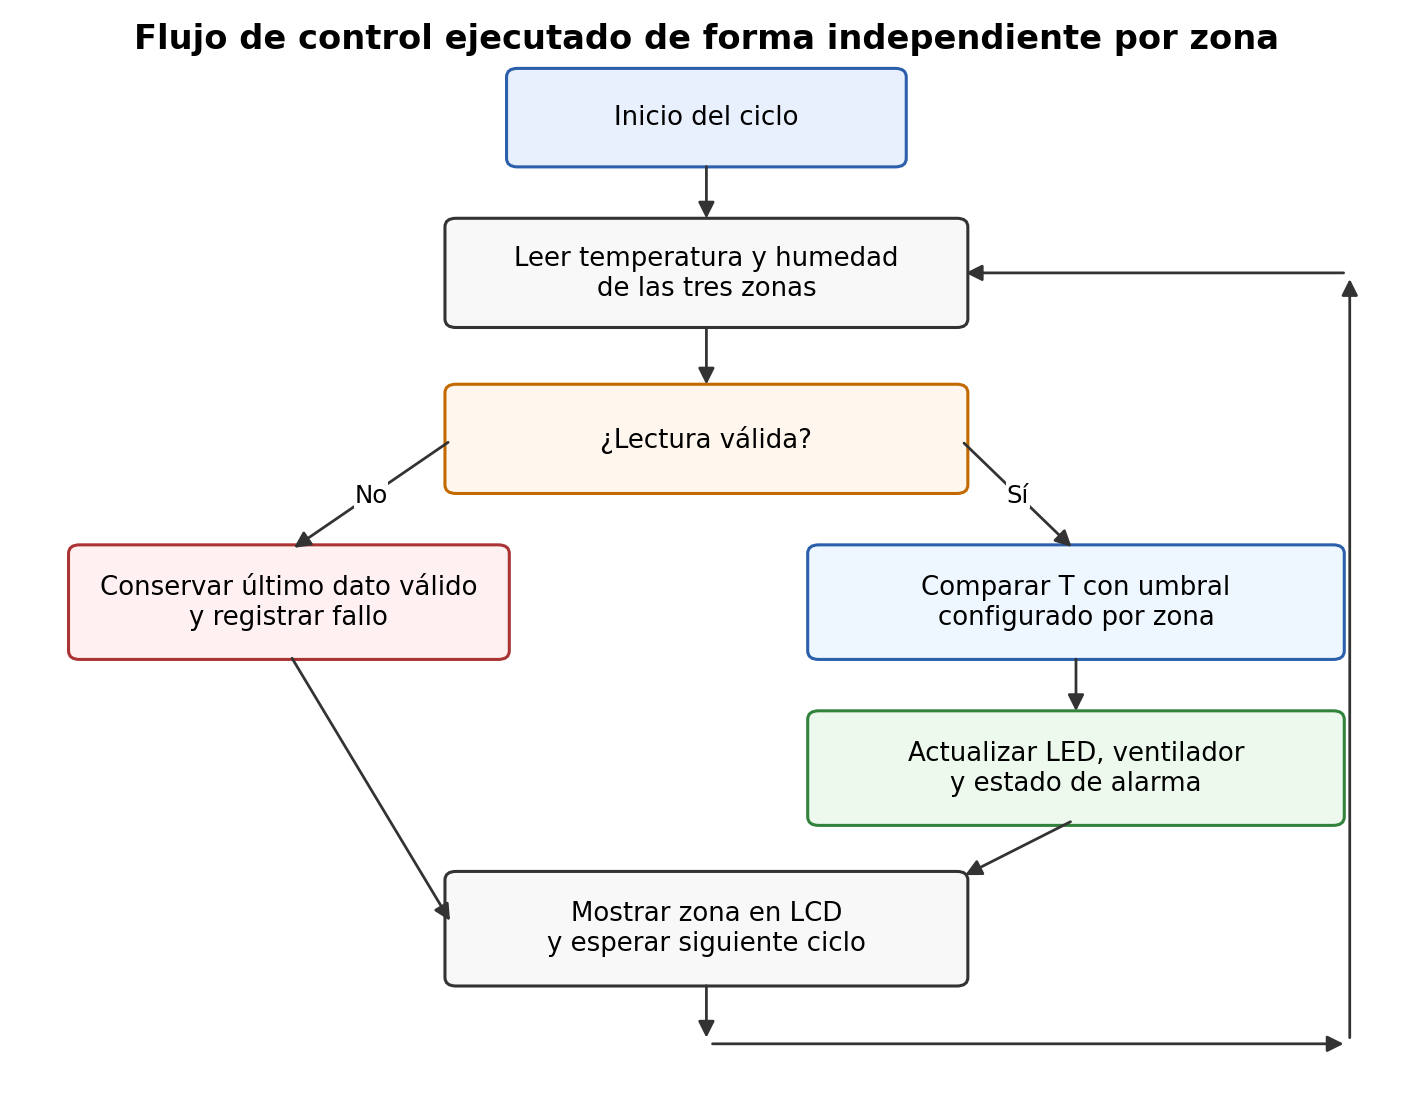 Flujo de control ejecutado de forma independiente por zona
Inicio del ciclo
Leer temperatura y humedad
de las tres zonas
¿Lectura válida?
No
Sí
Conservar último dato válido
y registrar fallo
Comparar T con umbral
configurado por zona
Actualizar LED, ventilador
y estado de alarma
Mostrar zona en LCD
y esperar siguiente ciclo